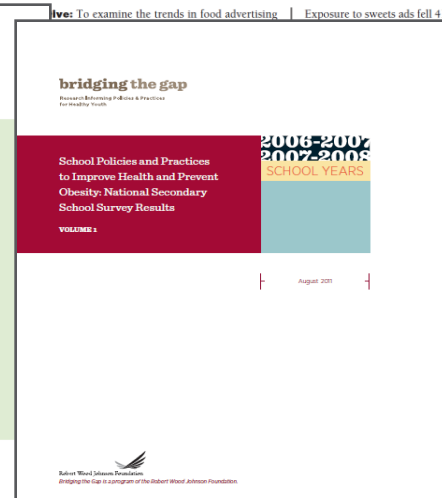 ive: To examine the trends in food advertising
Exposure to sweets ads fell 4
bridging the gap
Research Informing Policies & Practices
for Healthy Youth
School Policies and Practices
to Improve Health and Prevent
Obesity: National Secondary
School Survey Results
VOLUME 1
2006-2007
2007-2008
SCHOOL YEARS
August 2011
Robert Wood Johnson Foundation
Bridging the Gap is a program of the Robert Wood Johnson Foundation.